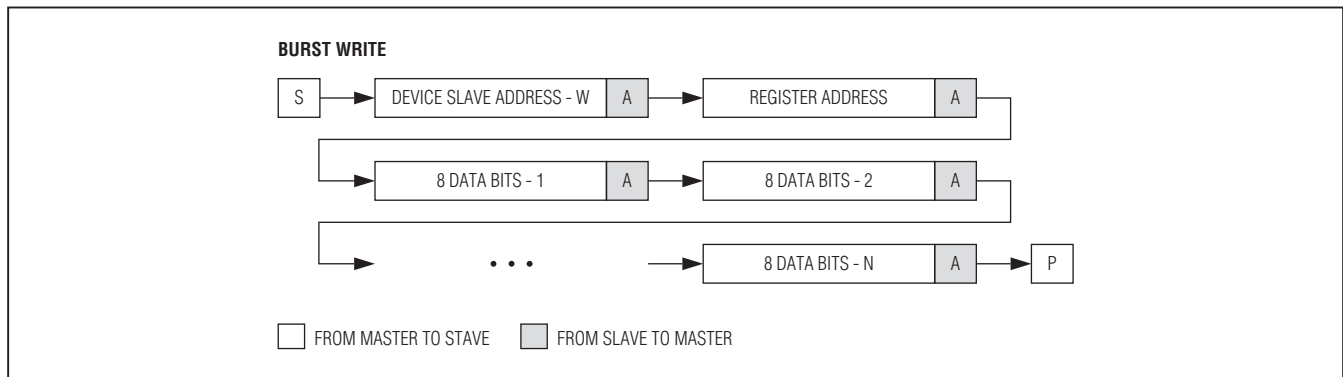 BURST WRITE
S DEVICE SLAVE ADDRESS - W A REGISTER ADDRESS A
8 DATA BITS - 1 A 8 DATA BITS - 2 A
• • • 8 DATA BITS - N A P
FROM MASTER TO STAVE FROM SLAVE TO MASTER